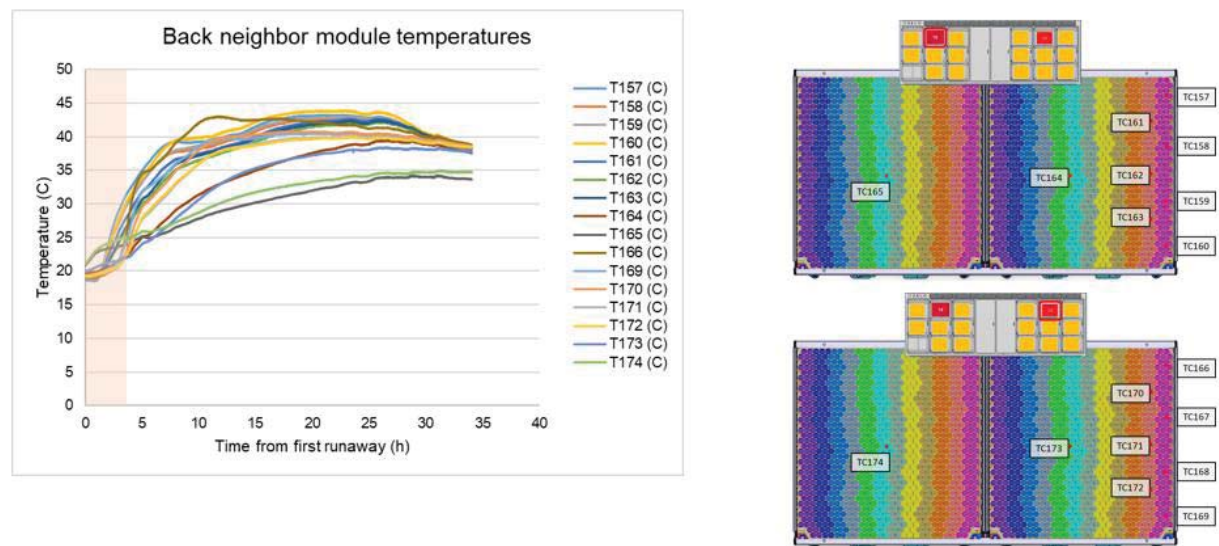 Back neighbor module temperatures
50
45
40
35
30
25
20
15
10
5
0
Temperature (C)
0 5 10 15 20 25 30 35 40
Time from first runaway (h)
T157 (C)
T158 (C)
T159 (C)
T160 (C)
T161 (C)
T162 (C)
T163 (C)
T164 (C)
T165 (C)
T166 (C)
T169 (C)
T170 (C)
T171 (C)
T172 (C)
T173 (C)
T174 (C)
TC157
TC161
TC158
TC162
TC164
TC165
TC159
TC163
TC160
TC166
TC170
TC167
TC171
TC173
TC174
TC168
TC172
TC169